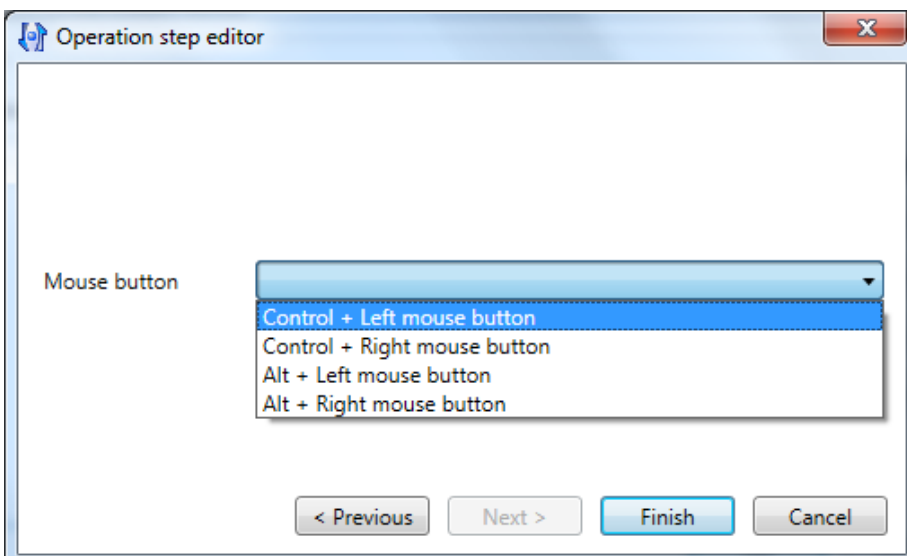 Operation step editor
Mouse button
Control + Left mouse button
Control + Right mouse button
Alt + Left mouse button
Alt + Right mouse button
< Previous Next > Finish Cancel